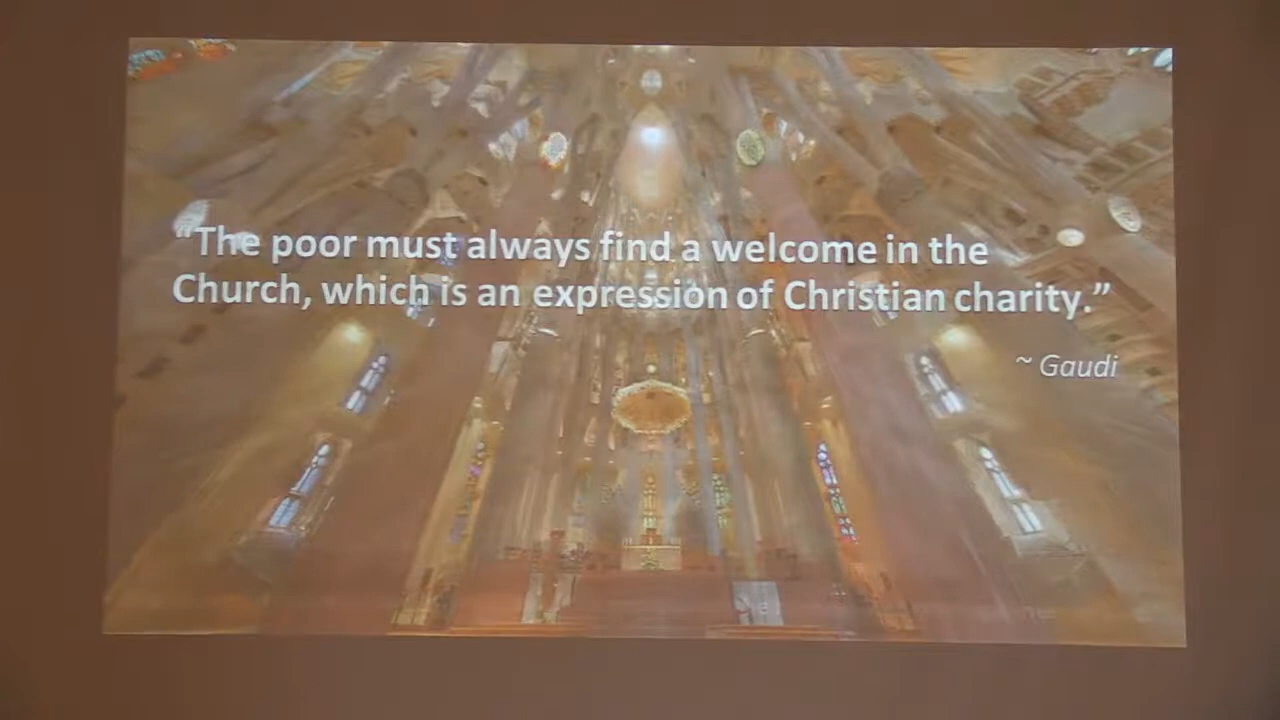 “The poor must always find a welcome in the
Church, which is an expression of Christian charity.”
~ Gaudi